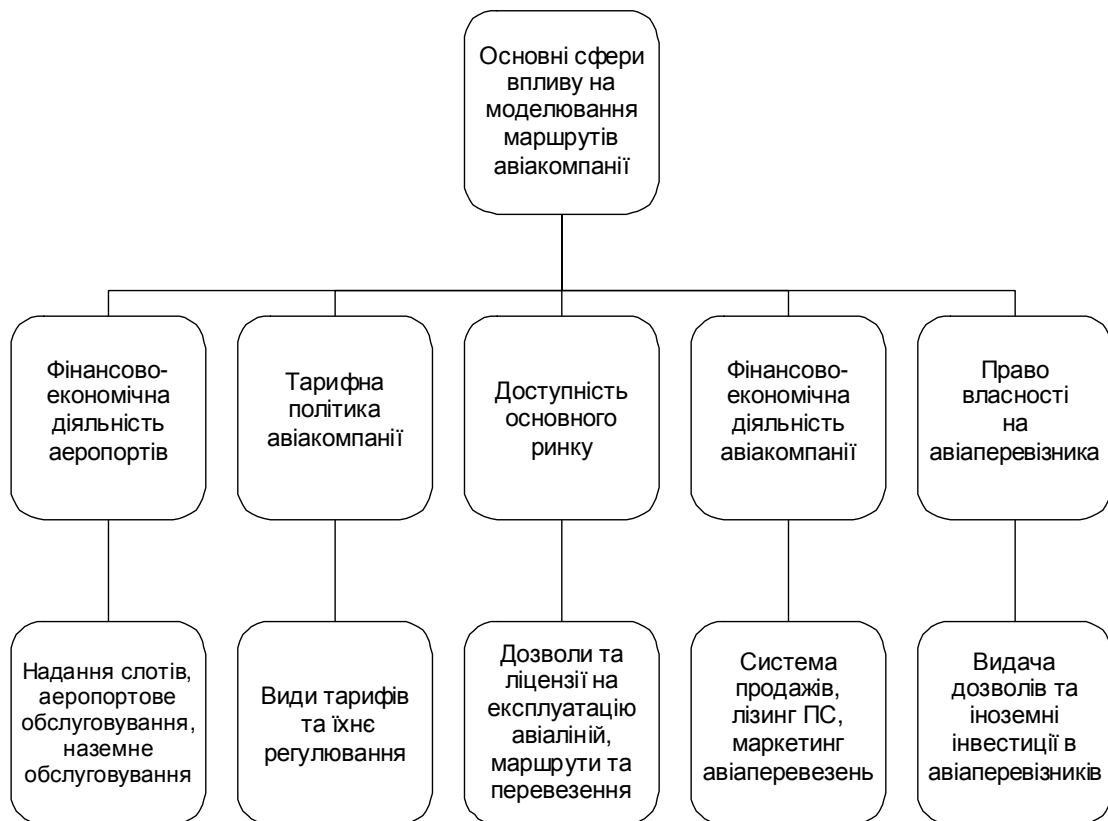 Основні сфери
впливу на
моделювання
маршрутів
авіакомпанії
Фінансово-
економічна
діяльність
аеропортів
Тарифна
політика
авіакомпанії
Доступність
основного
ринку
Фінансово-
економічна
діяльність
авіакомпанії
Право
власності
на
авіаперевізника
Надання слотів,
аеропортове
обслуговування,
наземне
обслуговування
Види тарифів
та їхнє
регулювання
Дозволи та
ліцензії на
експлуатацію
авіаліній,
маршрути та
перевезення
Система
продажів,
лізинг ПС,
маркетинг
авіаперевезень
Видача
дозволів та
іноземні
інвестиції в
авіаперевізників